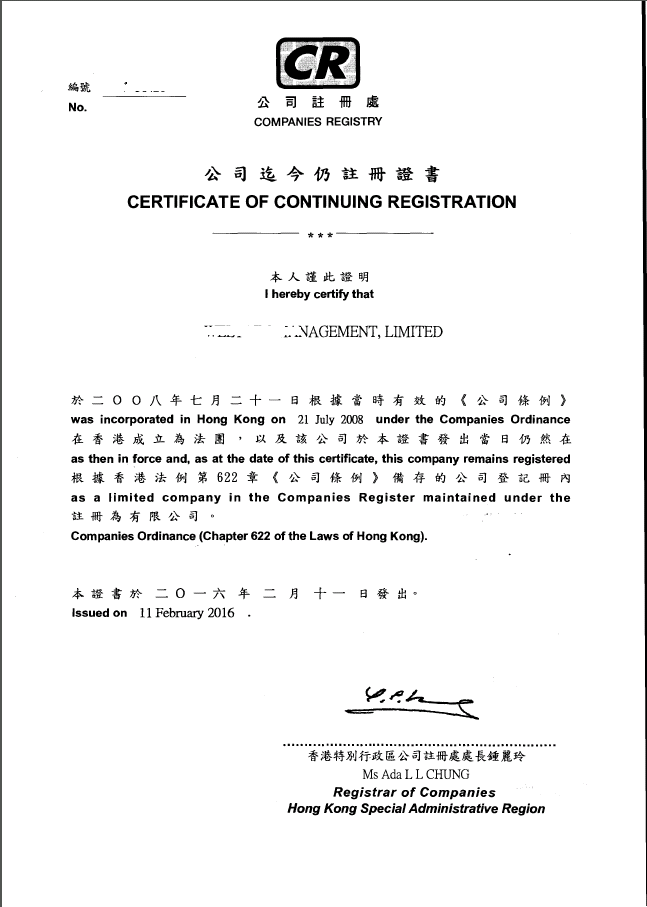 CR
公司註冊處
COMPANIES REGISTRY
編號
No.
公司迄今仍註冊證書
CERTIFICATE OF CONTINUING REGISTRATION
***
本人謹此證明
I hereby certify that
MANAGEMENT, LIMITED
於二〇〇八年七月二十一日根據當時有效的《公司條例》
was incorporated in Hong Kong on 21 July 2008 under the Companies Ordinance
在香港成立為法團，以及該公司於本證書發出當日仍然在
as then in force and, as at the date of this certificate, this company remains registered
根據香港法例第622章《公司條例》備存的公司登記冊內
as a limited company in the Companies Register maintained under the
註冊為有限公司。
Companies Ordinance (Chapter 622 of the Laws of Hong Kong).
本證書於二〇一六年二月十一日發出。
Issued on 11 February 2016 .
香港特別行政區公司註冊處處長鍾麗玲
Ms Ada L L CHUNG
Registrar of Companies
Hong Kong Special Administrative Region